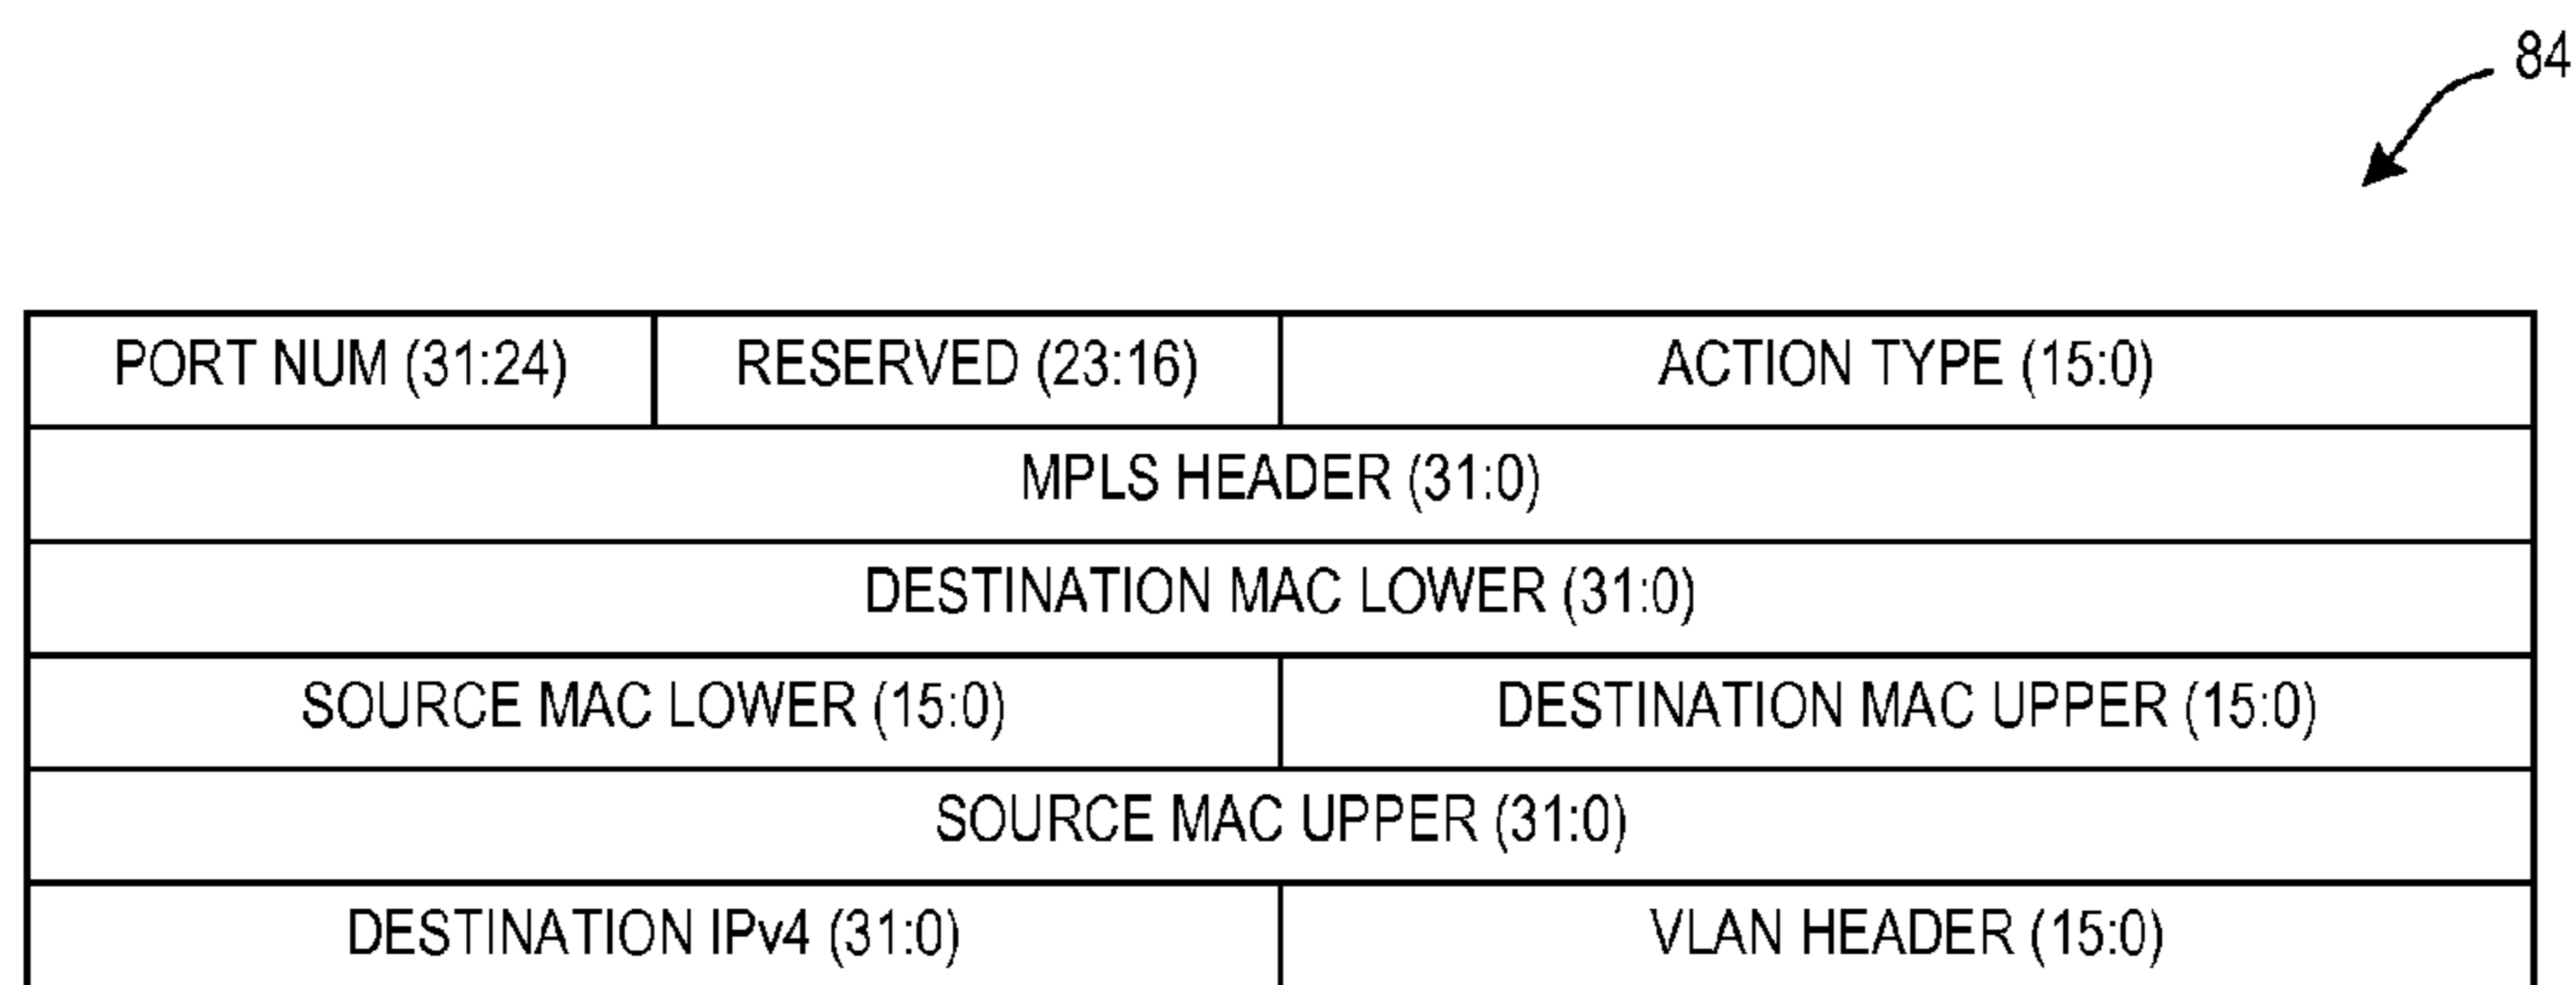 84
PORT NUM (31:24) RESERVED (23:16) ACTION TYPE (15:0)
MPLS HEADER (31:0)
DESTINATION MAC LOWER (31:0)
SOURCE MAC LOWER (15:0) DESTINATION MAC UPPER (15:0)
SOURCE MAC UPPER (31:0)
DESTINATION IPv4 (31:0) VLAN HEADER (15:0)